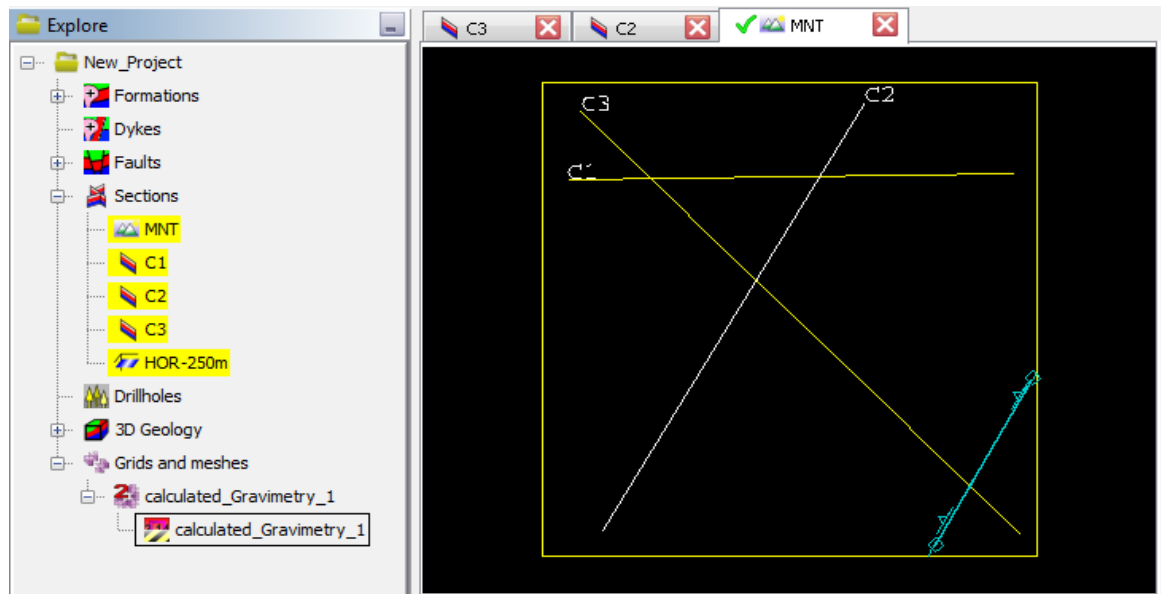 Explore
C3
C2
MNT
New_Project
Formations
Dykes
Faults
Sections
MNT
C1
C2
C3
HOR-250m
Drillholes
3D Geology
Grids and meshes
calculated_Gravimetry_1
calculated_Gravimetry_1
C3
C2
C1